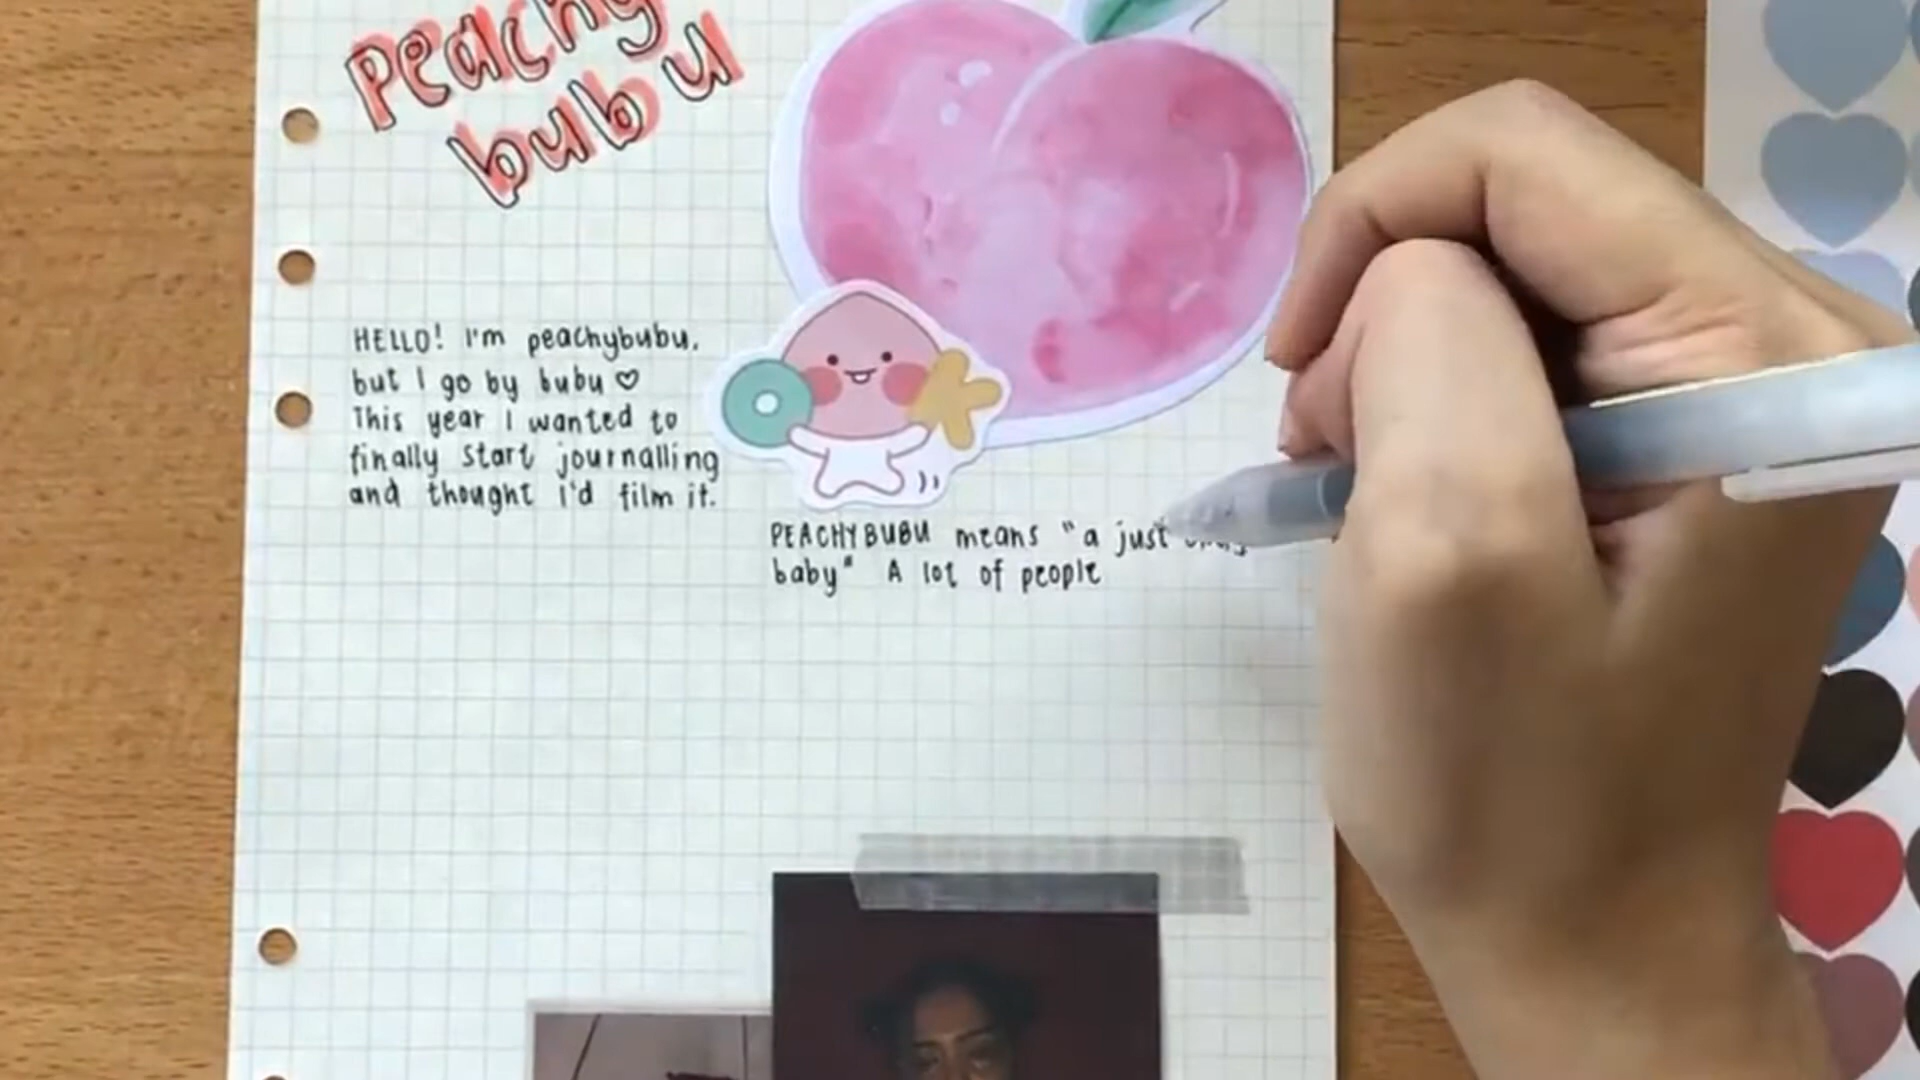 Peachy
bubu
HELLO! I'm peachybubu.
but I go by bubu ♡
This year I wanted to
finally start journalling
and thought i'd film it.
OK
PEACHYBUBU means "a just
baby" A lot of people